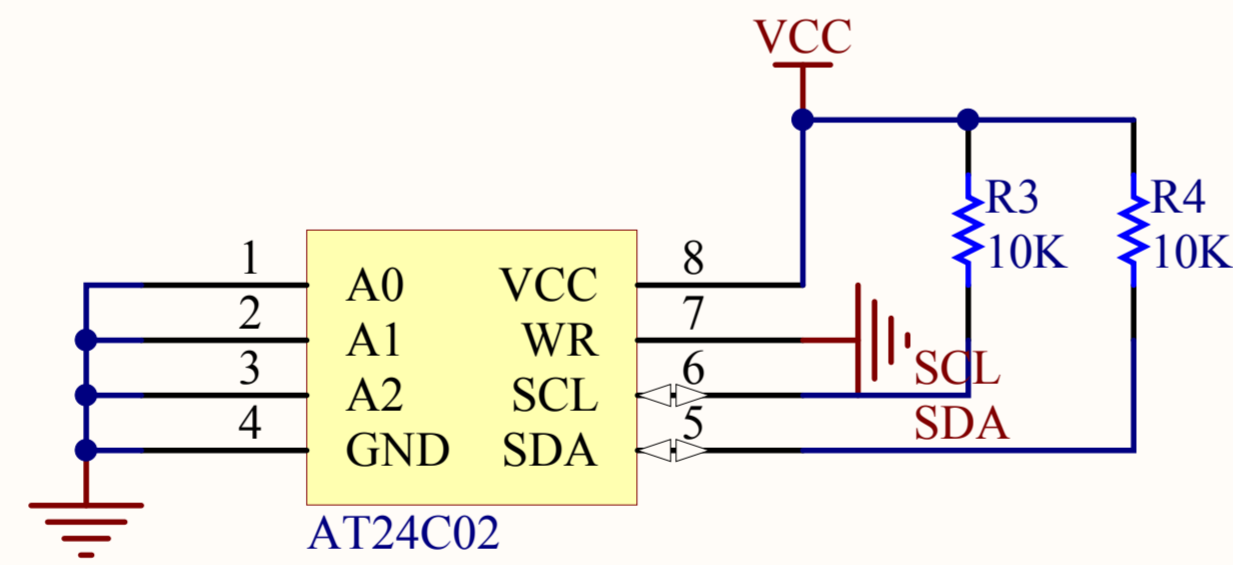 VCC
R3
10K
R4
10K
1
A0
VCC
8
2
A1
WR
7
3
A2
SCL
6
SCL
4
GND
SDA
5
SDA
AT24C02